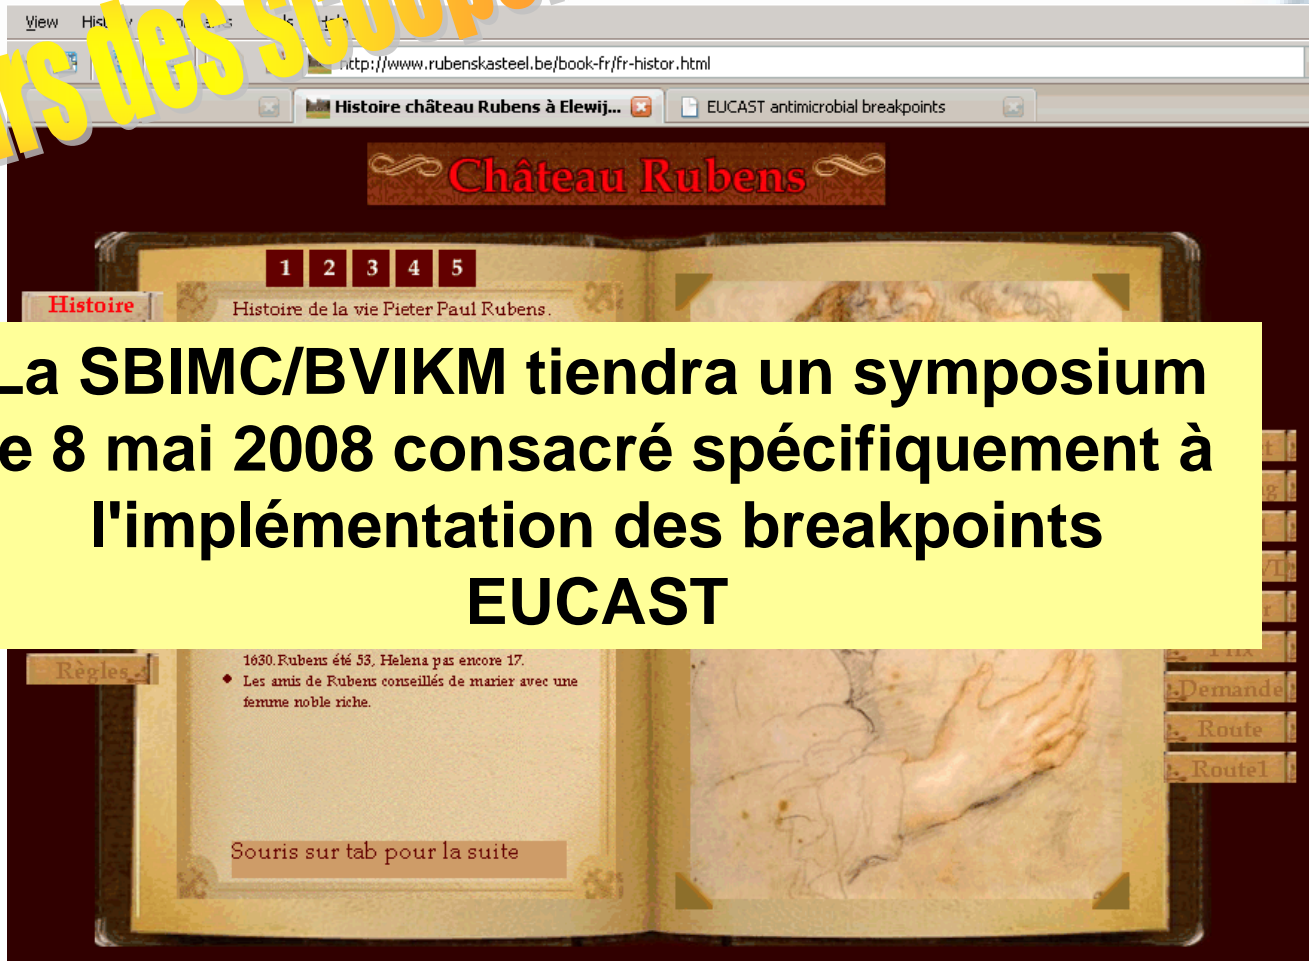 rs des scoops
View
http://www.rubenskasteel.be/book-fr/fr-histor.html
Histoire château Rubens à Elewij...
EUCAST antimicrobial breakpoints
Château Rubens
1 2 3 4 5
Histoire
Histoire de la vie Pieter Paul Rubens.
La SBIMC/BVIKM tiendra un symposium
e 8 mai 2008 consacré spécifiquement à
l'implémentation des breakpoints
EUCAST
1630.Rubens été 53, Helena pas encore 17.
Règles
Les amis de Rubens conseillés de marier avec une
femme noble riche.
Demande
Route
Route1
Souris sur tab pour la suite